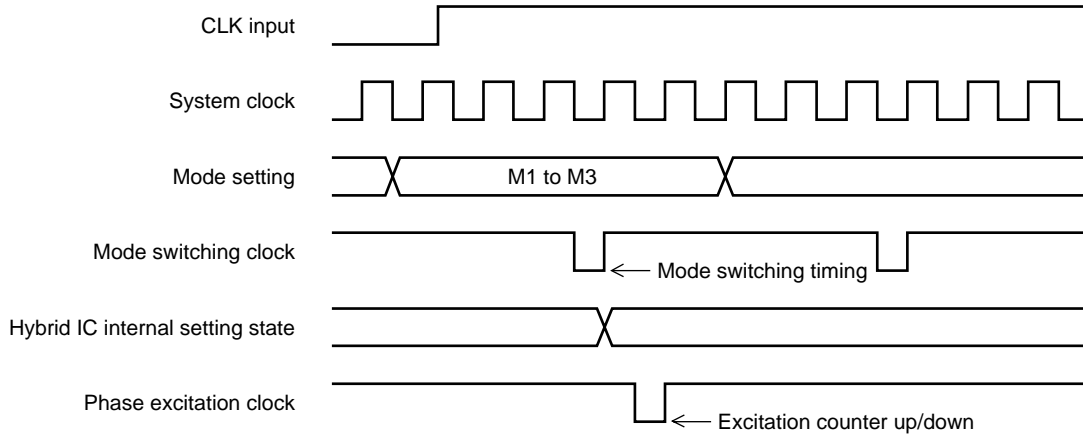 CLK input
System clock
Mode setting
M1 to M3
Mode switching clock
Mode switching timing
Hybrid IC internal setting state
Phase excitation clock
Excitation counter up/down